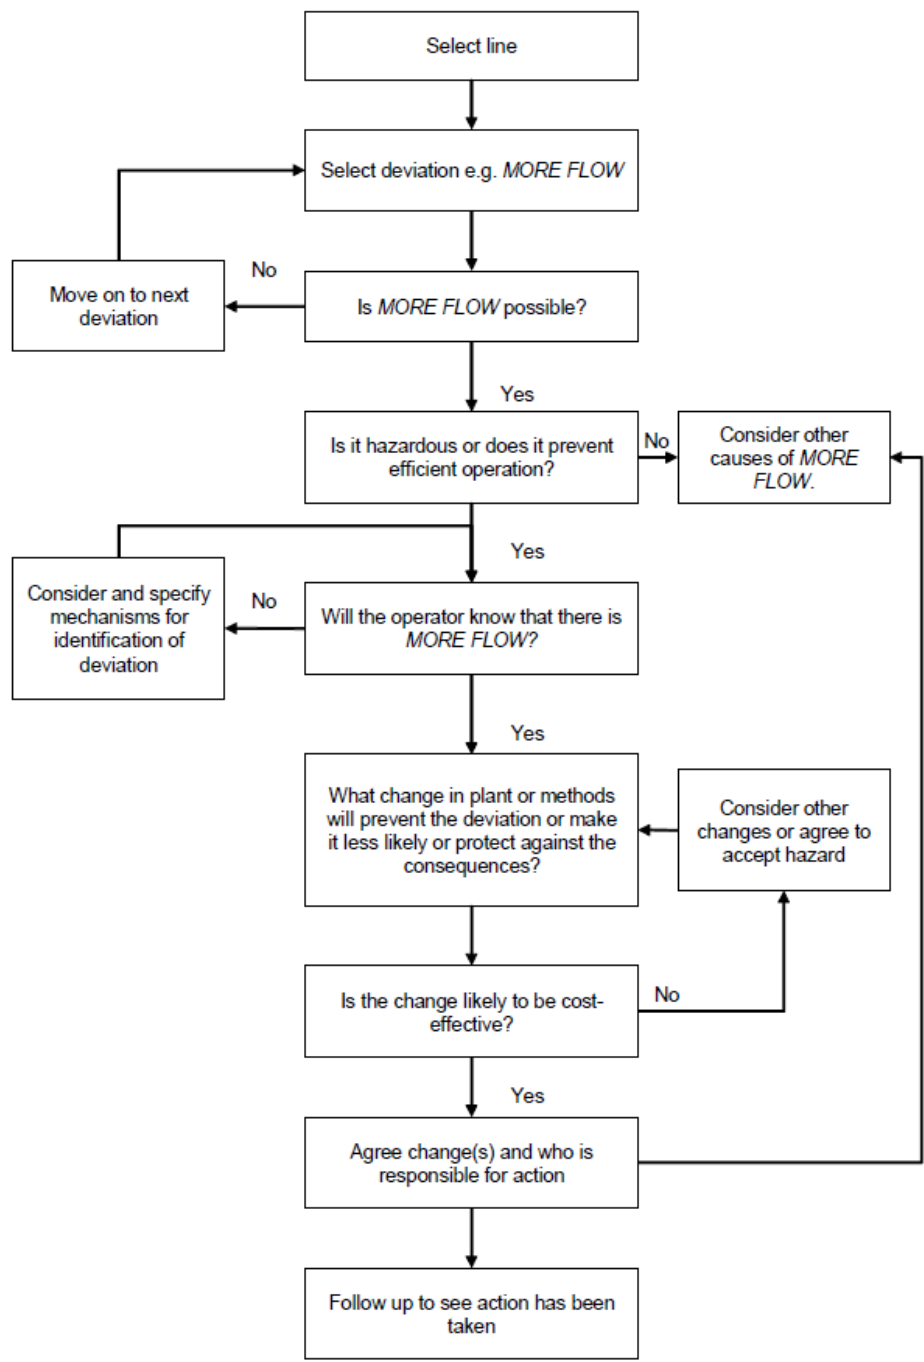 Select line
Select deviation e.g. MORE FLOW
No
Move on to next
deviation
Is MORE FLOW possible?
Yes
Is it hazardous or does it prevent
efficient operation?
No
Consider other
causes of MORE
FLOW.
Yes
Consider and specify
mechanisms for
identification of
deviation
No
Will the operator know that there is
MORE FLOW?
Yes
What change in plant or methods
will prevent the deviation or make
it less likely or protect against the
consequences?
Consider other
changes or agree to
accept hazard
Is the change likely to be cost-
effective?
No
Yes
Agree change(s) and who is
responsible for action
Follow up to see action has been
taken